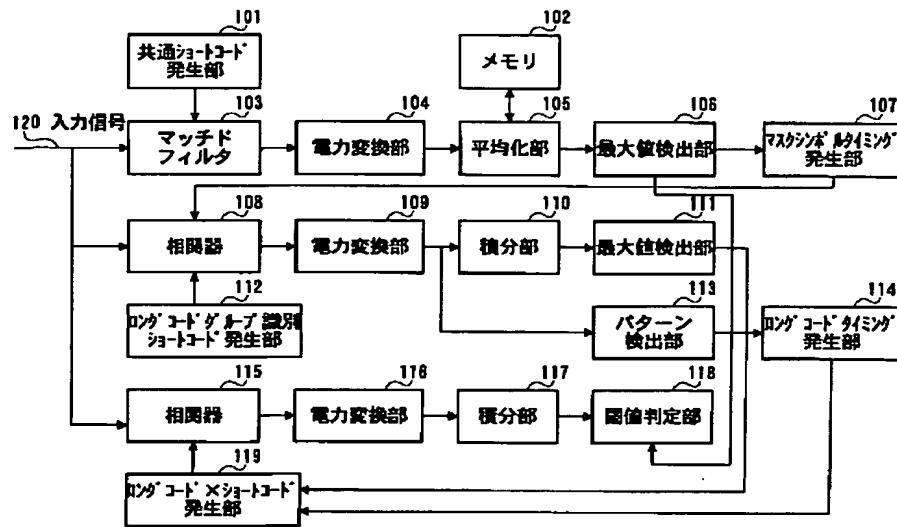 101
102
共通ショートコード
発生部
メモリ
103
104
105
106
107
120 入力信号
マッチド
フィルタ
電力変換部
平均化部
最大値検出部
マスクシンボルタイミング
発生部
108
109
110
111
相関器
電力変換部
積分部
最大値検出部
112
113
114
ロングコードグループ識別
ショートコード発生部
パターン
検出部
ロングコードタイミング
発生部
115
116
117
118
相関器
電力変換部
積分部
閾値判定部
119
ロングコード×ショートコード
発生部